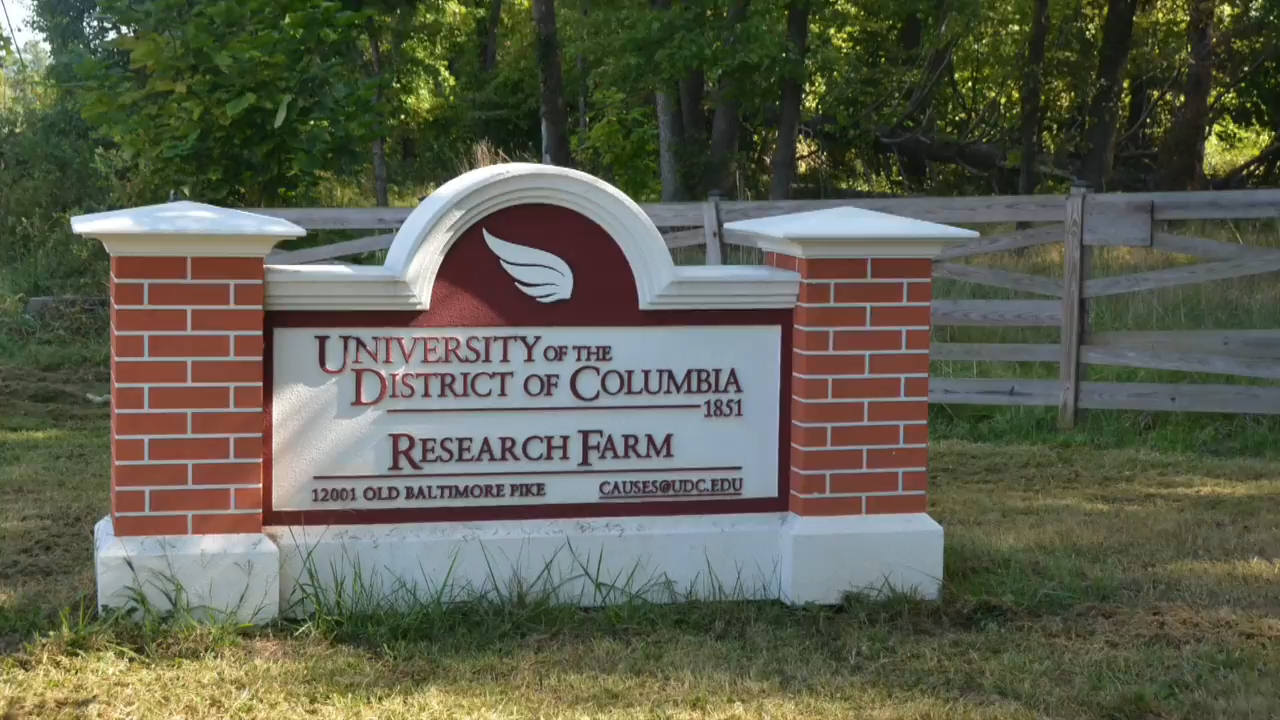 UNIVERSITY OF THE
DISTRICT OF COLUMBIA
1851
RESEARCH FARM
12001 OLD BALTIMORE PIKE CAUSES@UDC.EDU